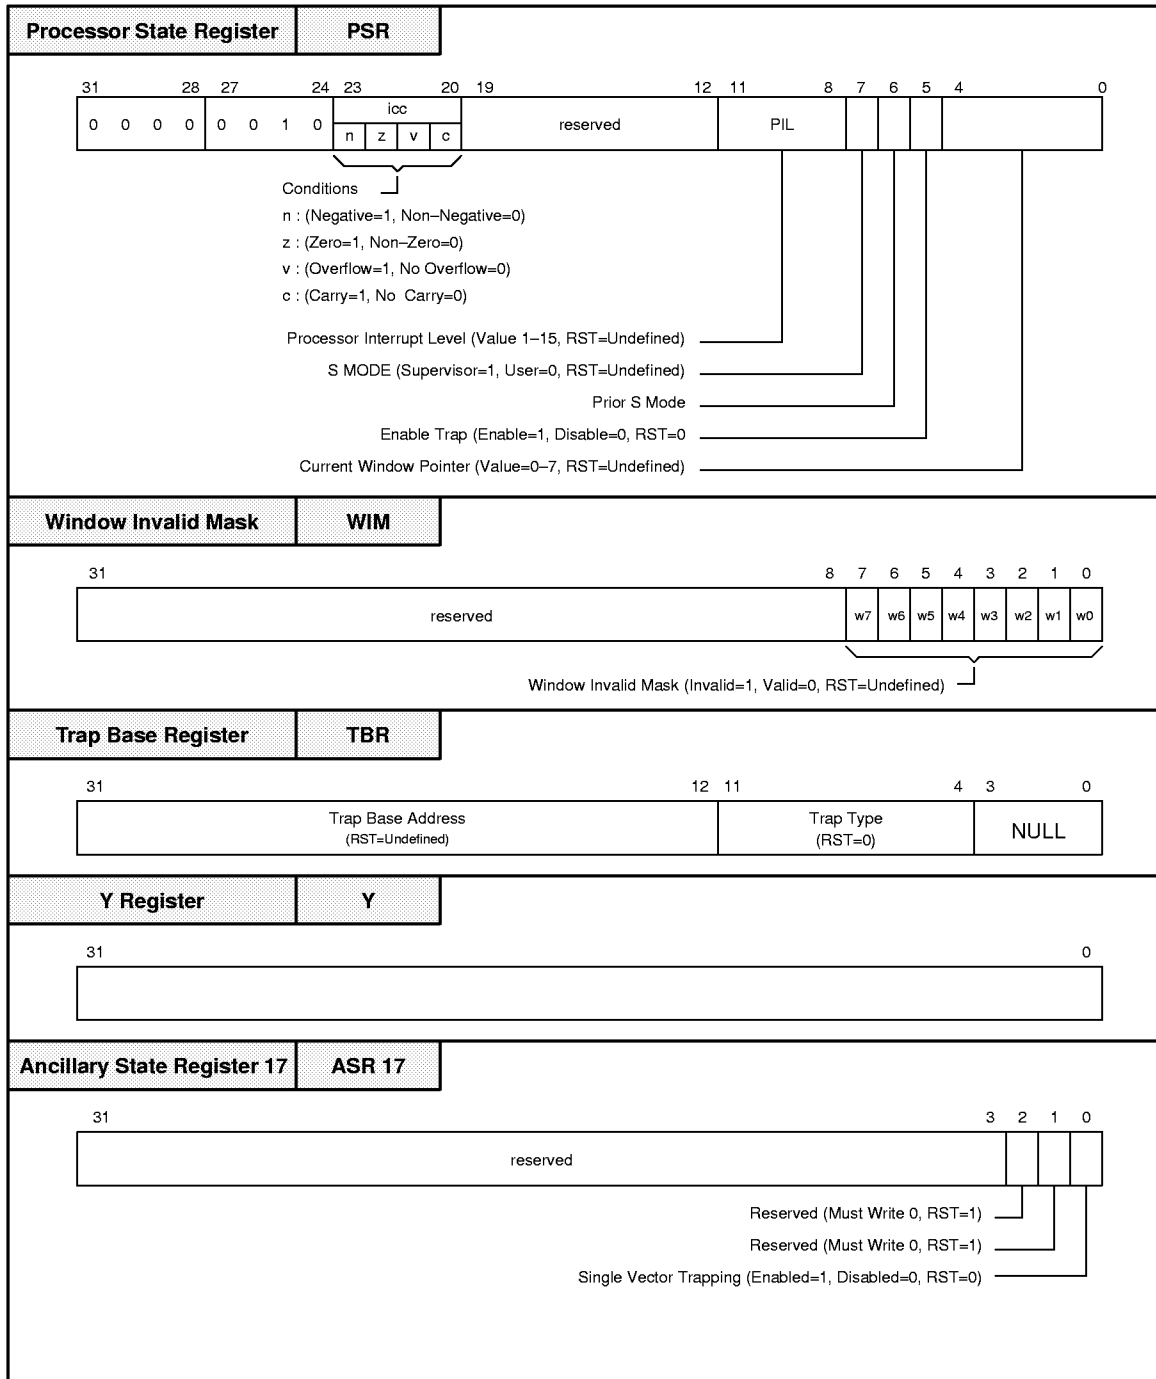 Processor State Register PSR
31 28 27 24 23 20 19 12 11 8 7 6 5 4 0
icc
0 0 0 0 0 0 1 0 reserved PIL
n z v c
Conditions
n : (Negative=1, Non–Negative=0)
z : (Zero=1, Non–Zero=0)
v : (Overflow=1, No Overflow=0)
c : (Carry=1, No Carry=0)
Processor Interrupt Level (Value 1–15, RST=Undefined)
S MODE (Supervisor=1, User=0, RST=Undefined)
Prior S Mode
Enable Trap (Enable=1, Disable=0, RST=0
Current Window Pointer (Value=0–7, RST=Undefined)
Window Invalid Mask WIM
31 8 7 6 5 4 3 2 1 0
reserved w7 w6 w5 w4 w3 w2 w1 w0
Window Invalid Mask (Invalid=1, Valid=0, RST=Undefined)
Trap Base Register TBR
31 12 11 4 3 0
Trap Base Address Trap Type NULL
(RST=Undefined) (RST=0)
Y Register Y
31 0
Ancillary State Register 17 ASR 17
31 3 2 1 0
reserved
Reserved (Must Write 0, RST=1)
Reserved (Must Write 0, RST=1)
Single Vector Trapping (Enabled=1, Disabled=0, RST=0)